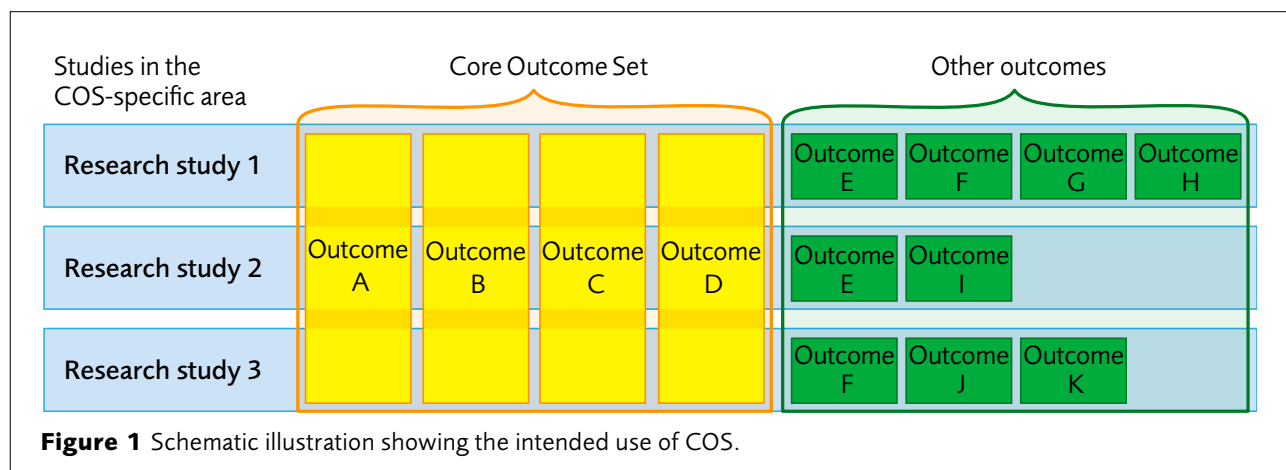 Studies in the
COS-specific area
Core Outcome Set
Other outcomes
Research study 1
Outcome
E
Outcome
F
Outcome
G
Outcome
H
Research study 2
Outcome
A
Outcome
B
Outcome
C
Outcome
D
Outcome
E
Outcome
I
Research study 3
Outcome
F
Outcome
J
Outcome
K
Figure 1 Schematic illustration showing the intended use of COS.